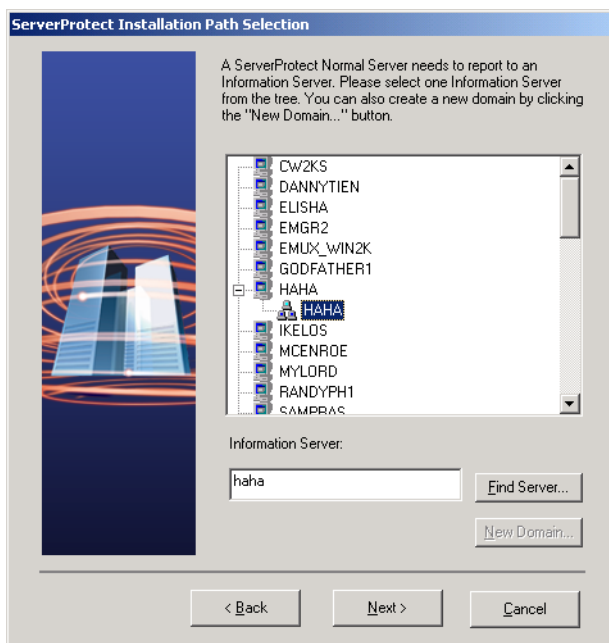 ServerProtect Installation Path Selection
A ServerProtect Normal Server needs to report to an
Information Server. Please select one Information Server
from the tree. You can also create a new domain by clicking
the "New Domain..." button.
CW2KS
DANNYTIEN
ELISHA
EMGR2
EMUX_WIN2K
GODFATHER1
HAHA
HAHA
IKELOS
MCENROE
MYLORD
RANDYPH1
SAMPRAS
Information Server:
haha
Find Server...
New Domain...
< Back
Next >
Cancel